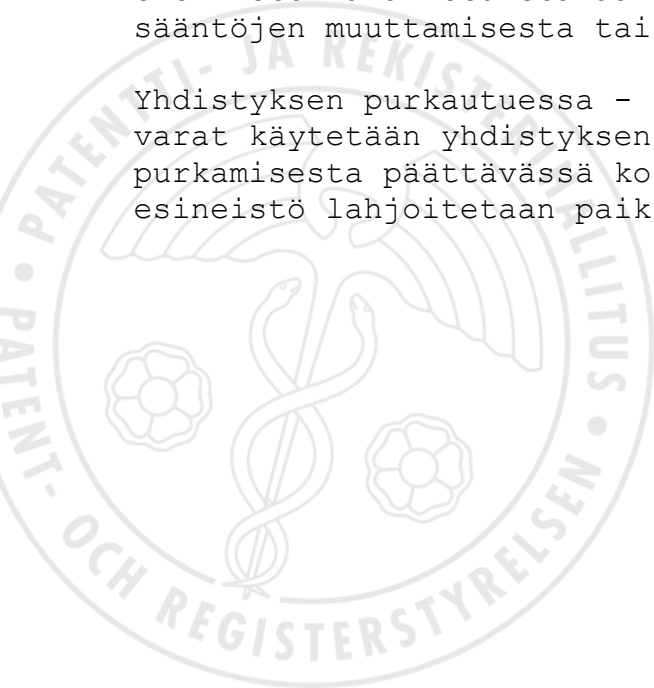 sääntöjen muuttamisesta tai
Yhdistyksen purkautuessa -
varat käytetään yhdistyksen
purkamisesta päättävässä ko
esineistö lahjoitetaan paik
PATENTTI- JA REKISTERIHALLITUS
• PATENT- OCH REGISTERSTYRELSEN •